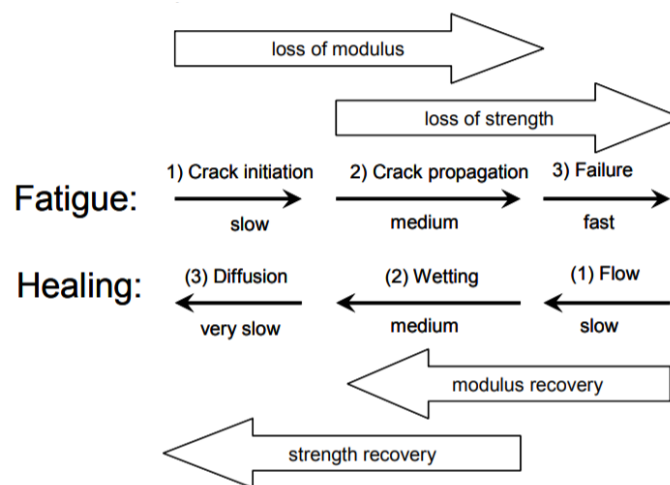 loss of modulus
loss of strength
1) Crack initiation 2) Crack propagation 3) Failure
Fatigue:
slow medium fast
(3) Diffusion (2) Wetting (1) Flow
Healing:
very slow medium slow
modulus recovery
strength recovery